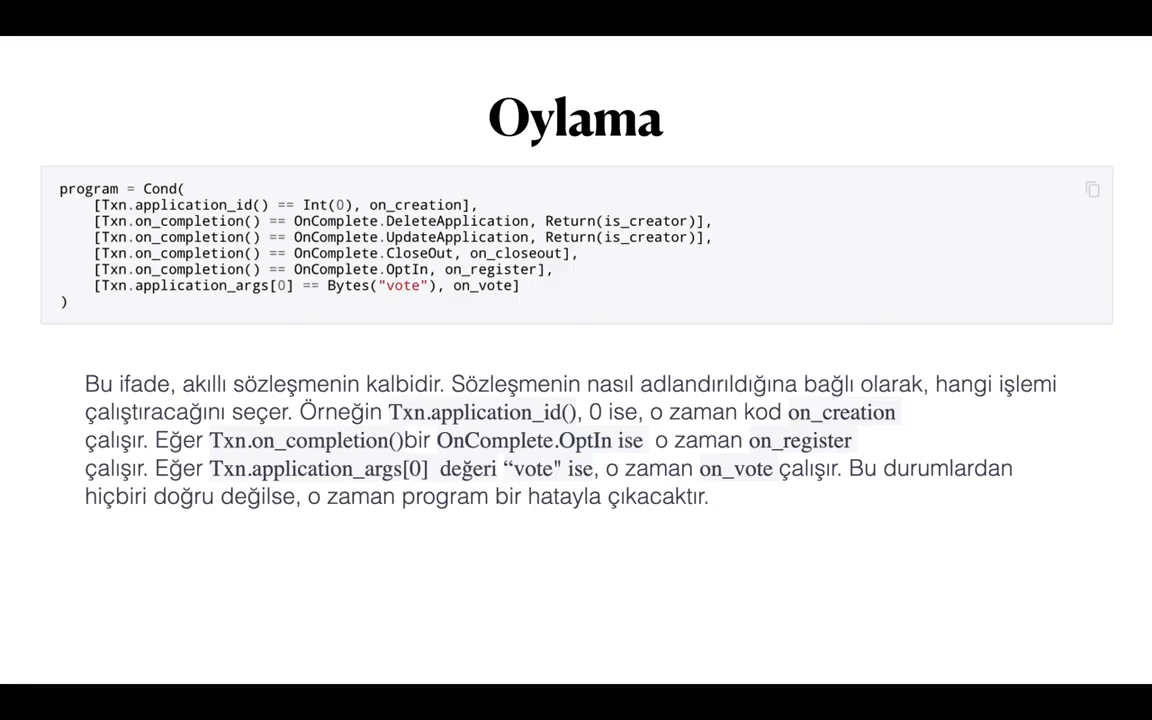 Oylama
program = Cond(
    [Txn.application_id() == Int(0), on_creation],
    [Txn.on_completion() == OnComplete.DeleteApplication, Return(is_creator)],
    [Txn.on_completion() == OnComplete.UpdateApplication, Return(is_creator)],
    [Txn.on_completion() == OnComplete.CloseOut, on_closeout],
    [Txn.on_completion() == OnComplete.OptIn, on_register],
    [Txn.application_args[0] == Bytes("vote"), on_vote]
)
Bu ifade, akıllı sözleşmenin kalbidir. Sözleşmenin nasıl adlandırıldığına bağlı olarak, hangi işlemi
çalıştıracağını seçer. Örneğin Txn.application_id(), 0 ise, o zaman kod on_creation
çalışır. Eğer Txn.on_completion()bir OnComplete.OptIn ise o zaman on_register
çalışır. Eğer Txn.application_args[0] değeri “vote" ise, o zaman on_vote çalışır. Bu durumlardan
hiçbiri doğru değilse, o zaman program bir hatayla çıkacaktır.